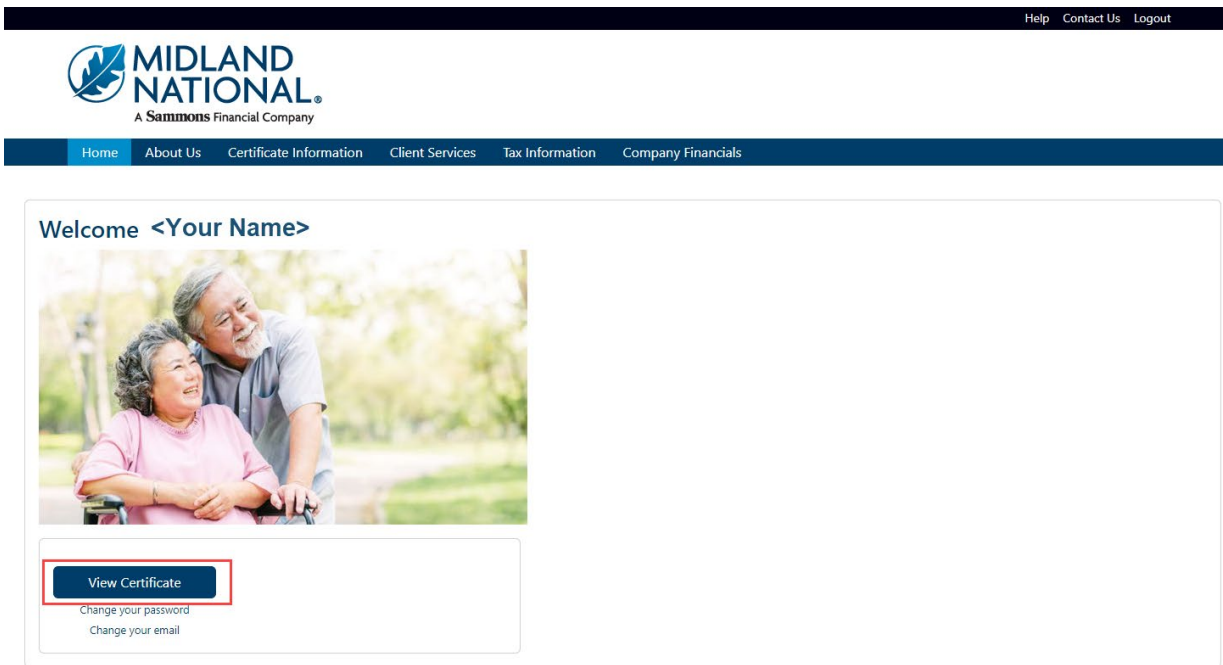 Help Contact Us Logout
MIDLAND
NATIONAL®
A Sammons Financial Company
Home About Us Certificate Information Client Services Tax Information Company Financials
Welcome <Your Name>
View Certificate
Change your password
Change your email